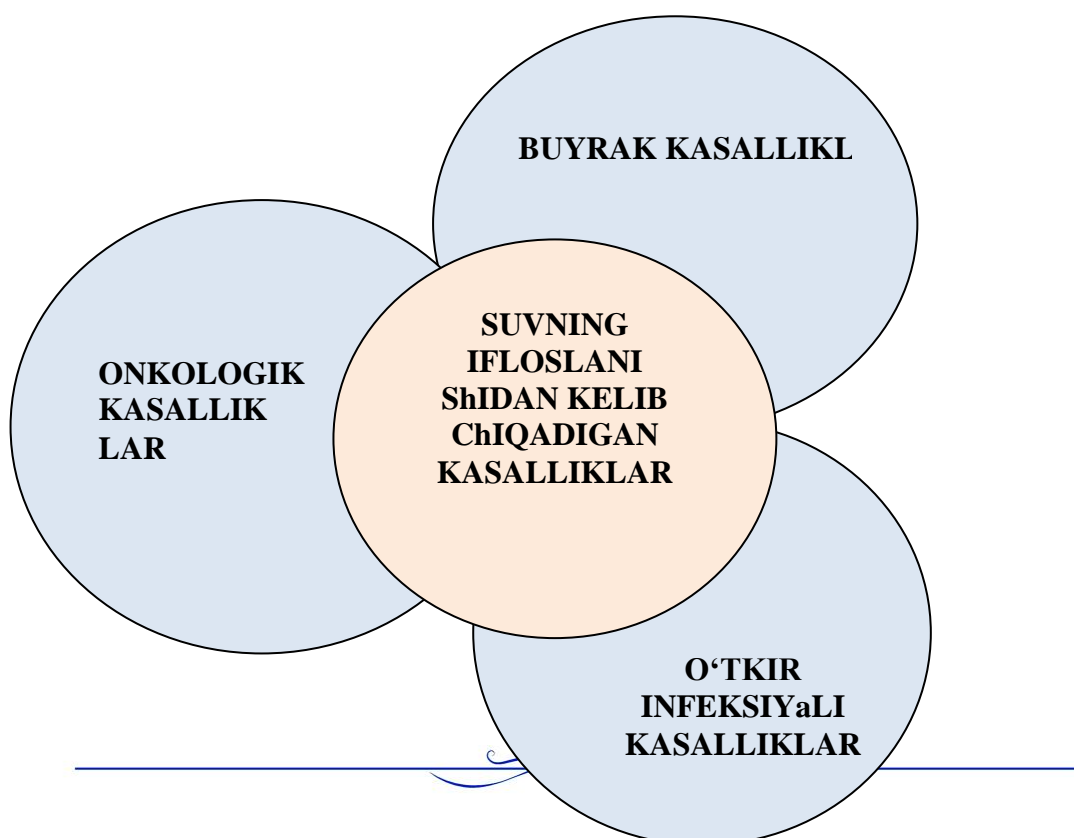 BUYRAK KASALLIKL
SUVNING
IFLOSLANI
ShIDAN KELIB
ChIQADIGAN
KASALLIKLAR
ONKOLOGIK
KASALLIK
LAR
O‘TKIR
INFEKSIYaLI
KASALLIKLAR